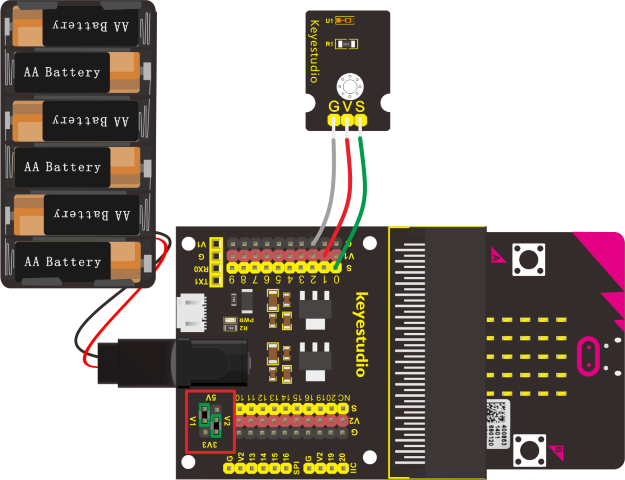 AA Battery
AA Battery
AA Battery
AA Battery
AA Battery
AA Battery
U1
R1
Keyestudio
G V S
V1
G
RX0
TX1
G
V1
S
9 8 7 6 5 4 3 2 1 0
PWR
R2
keyestudio
5V
V1
V2
3V3
10 11 12 13 14 15 16 19 20 NC
S
V2
G
G V2 13 14 15 16 SPI
G V2 19 20 IIC
A
B